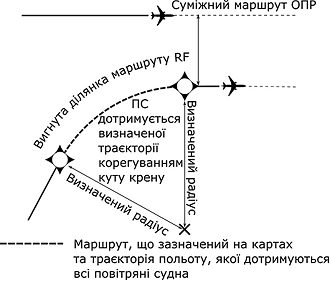 Суміжний маршрут ОПР
Вигнута ділянка маршруту RF
ПС
дотримується
визначеної
траєкторії
корегуванням
куту крену
Визначений радіус
Визначений радіус
Маршрут, що зазначений на картах
та траєкторія польоту, якої дотримуються
всі повітряні судна